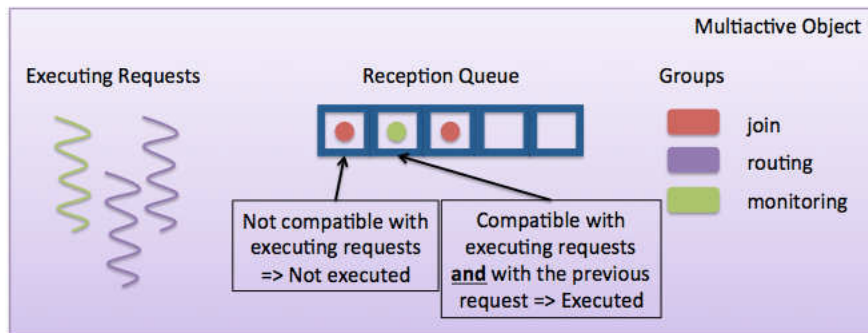 Multiactive Object
Executing Requests
Reception Queue
Groups
join
routing
monitoring
Not compatible with
executing requests
=> Not executed
Compatible with
executing requests
and with the previous
request => Executed